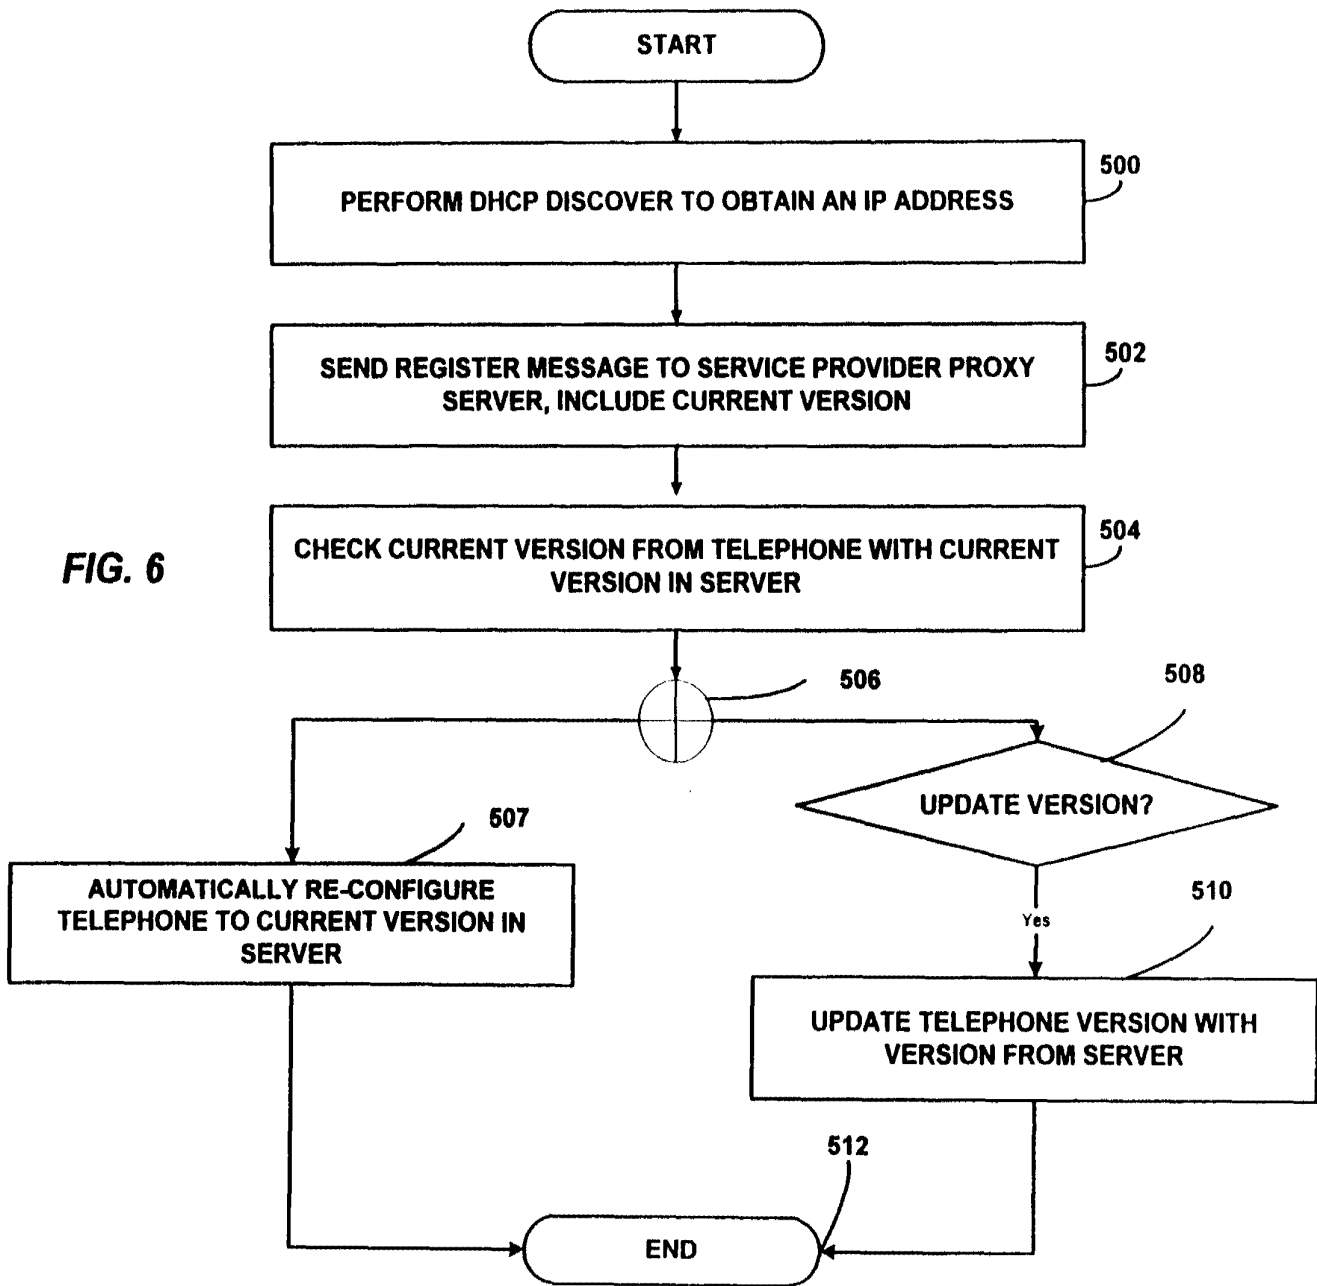 START
PERFORM DHCP DISCOVER TO OBTAIN AN IP ADDRESS
500
SEND REGISTER MESSAGE TO SERVICE PROVIDER PROXY
SERVER, INCLUDE CURRENT VERSION
502
CHECK CURRENT VERSION FROM TELEPHONE WITH CURRENT
VERSION IN SERVER
504
FIG. 6
506
508
UPDATE VERSION?
507
AUTOMATICALLY RE-CONFIGURE
TELEPHONE TO CURRENT VERSION IN
SERVER
Yes
510
UPDATE TELEPHONE VERSION WITH
VERSION FROM SERVER
512
END